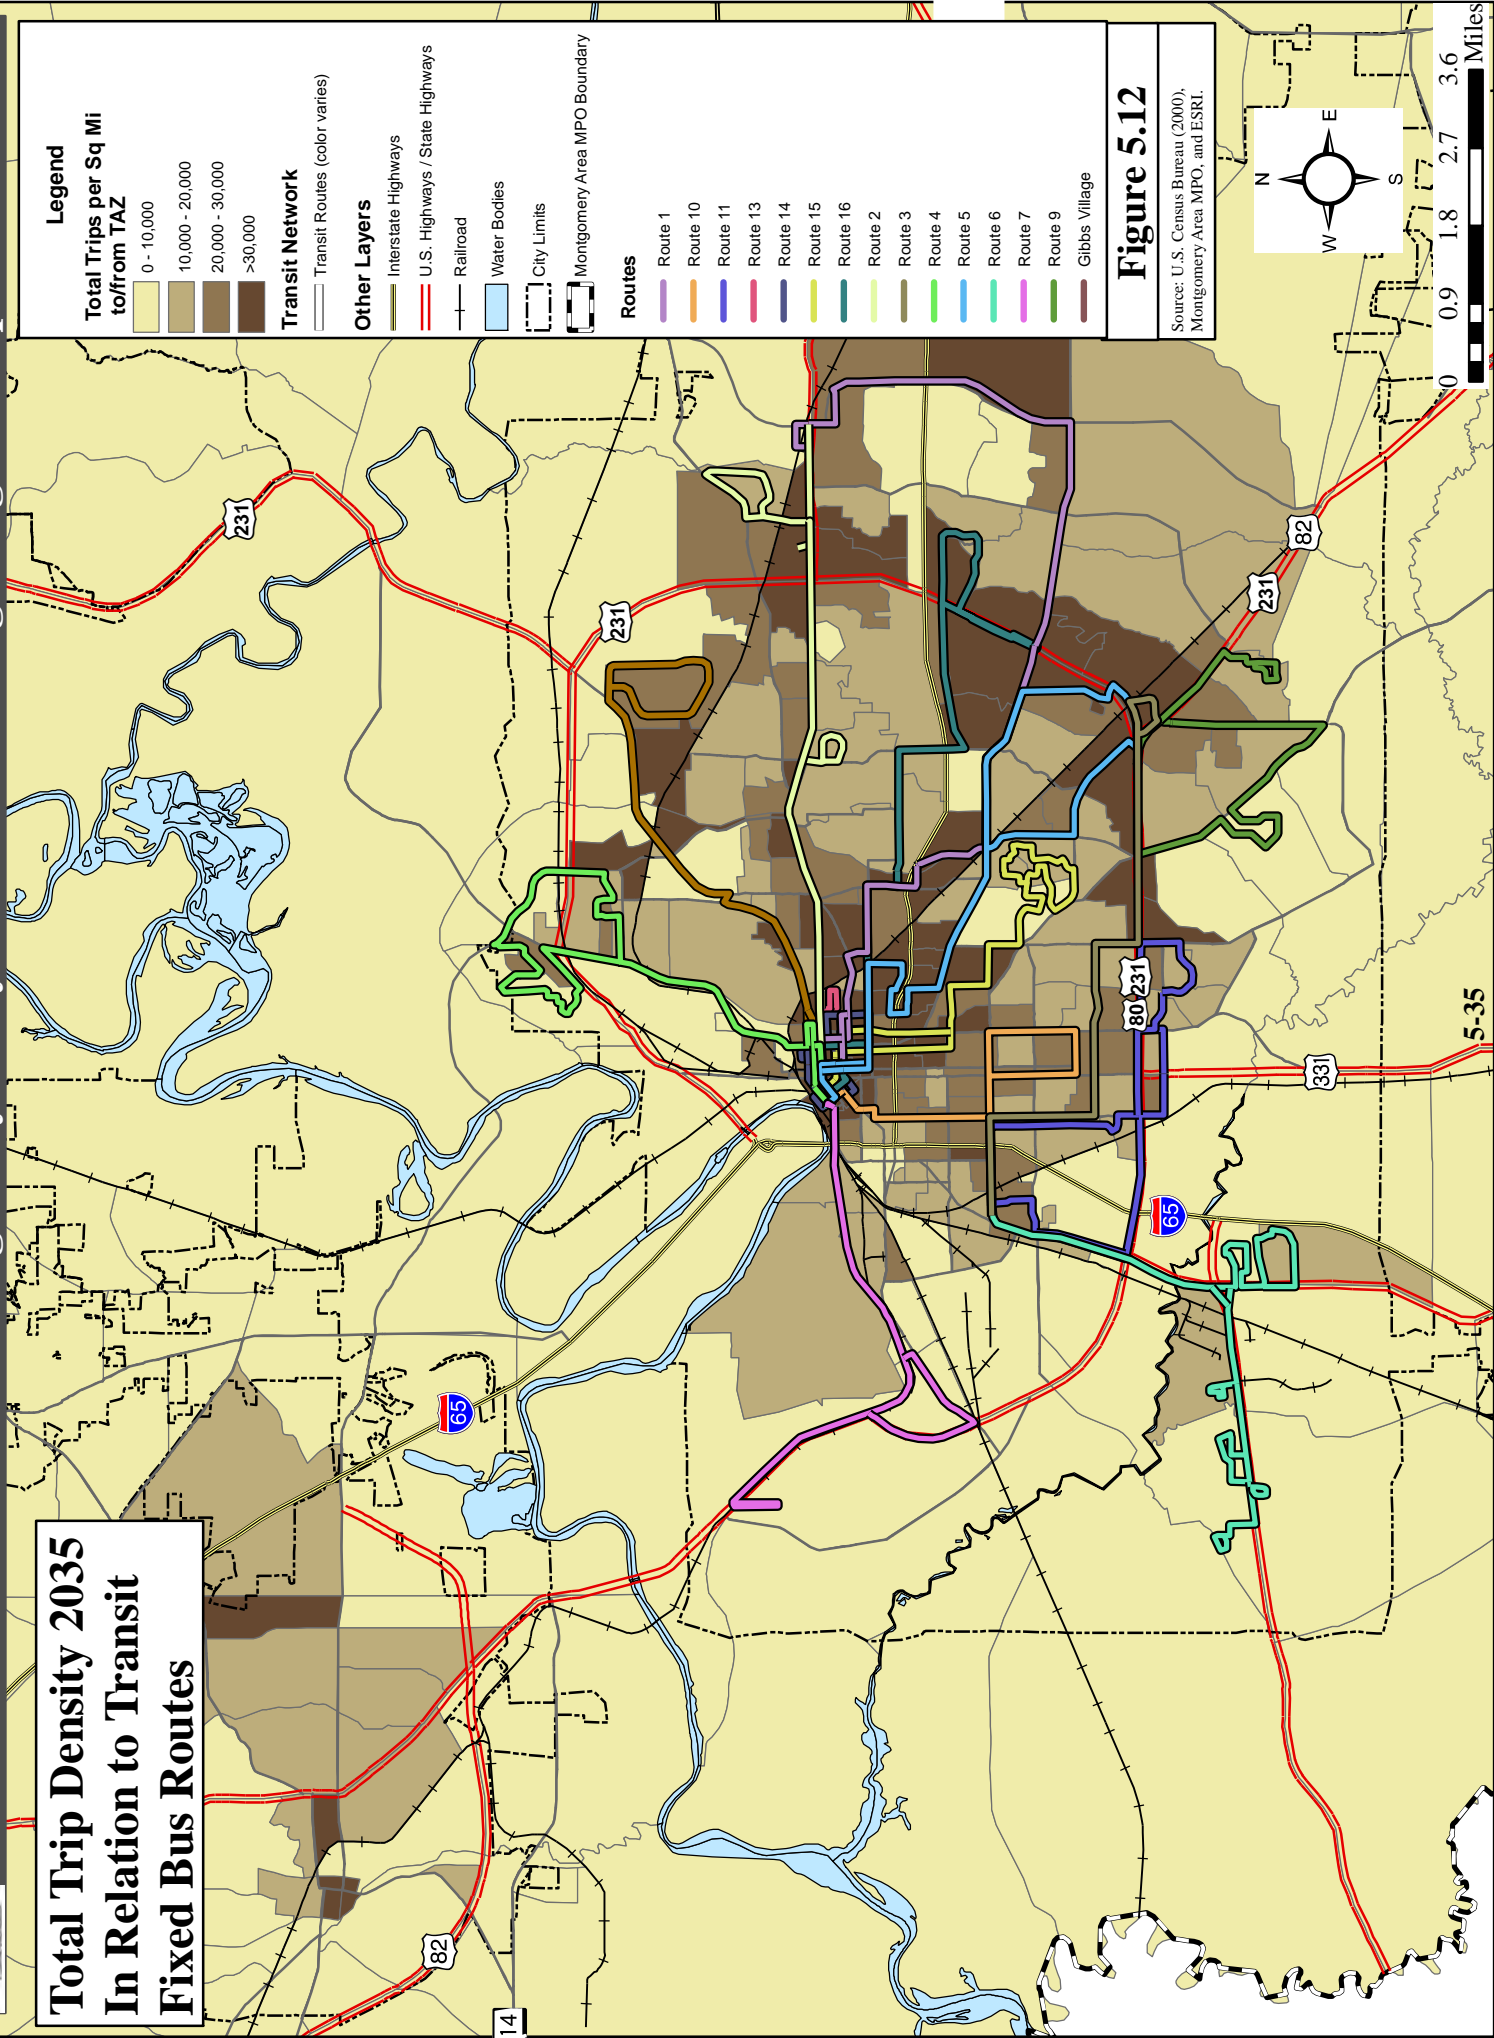 Total Trip Density 2035
In Relation to Transit
Fixed Bus Routes
Legend
Total Trips per Sq Mi
to/from TAZ
0 - 10,000
10,000 - 20,000
20,000 - 30,000
>30,000
Transit Network
Transit Routes (color varies)
Other Layers
Interstate Highways
U.S. Highways / State Highways
Railroad
Water Bodies
City Limits
Montgomery Area MPO Boundary
Routes
Route 1
Route 10
Route 11
Route 13
Route 14
Route 15
Route 16
Route 2
Route 3
Route 4
Route 5
Route 6
Route 7
Route 9
Gibbs Village
Figure 5.12
Source: U.S. Census Bureau (2000),
Montgomery Area MPO, and ESRI.
N
W
E
S
0 0.9 1.8 2.7 3.6
Miles
231
231
65
82
14
65
80 231
331
231
82
5-35